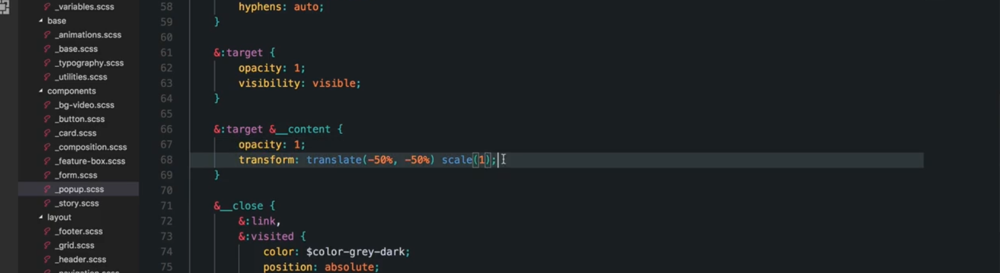 _variables.scss
base
_animations.scss
_base.scss
_typography.scss
_utilities.scss
components
_bg-video.scss
_button.scss
_card.scss
_composition.scss
_feature-box.scss
_form.scss
_popup.scss
_story.scss
layout
_footer.scss
_grid.scss
_header.scss
_navigation.scss
58 hyphens: auto;
59 }
60
61 &:target {
62 opacity: 1;
63 visibility: visible;
64 }
65
66 &:target &__content {
67 opacity: 1;
68 transform: translate(-50%, -50%) scale(1);
69 }
70
71 &__close {
72 &:link,
73 &:visited {
74 color: $color-grey-dark;
75 position: absolute;